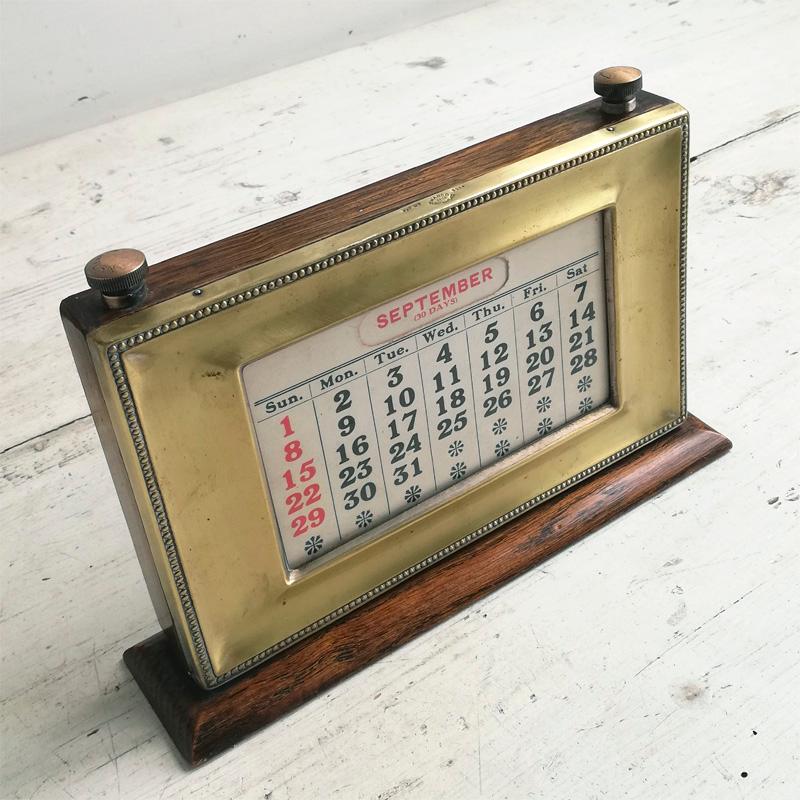 SEPTEMBER
(30 DAYS)
Sun. Mon. Tue. Wed. Thu. Fri. Sat
1 2 3 4 5 6 7
8 9 10 11 12 13 14
15 16 17 18 19 20 21
22 23 24 25 26 27 28
29 30 31